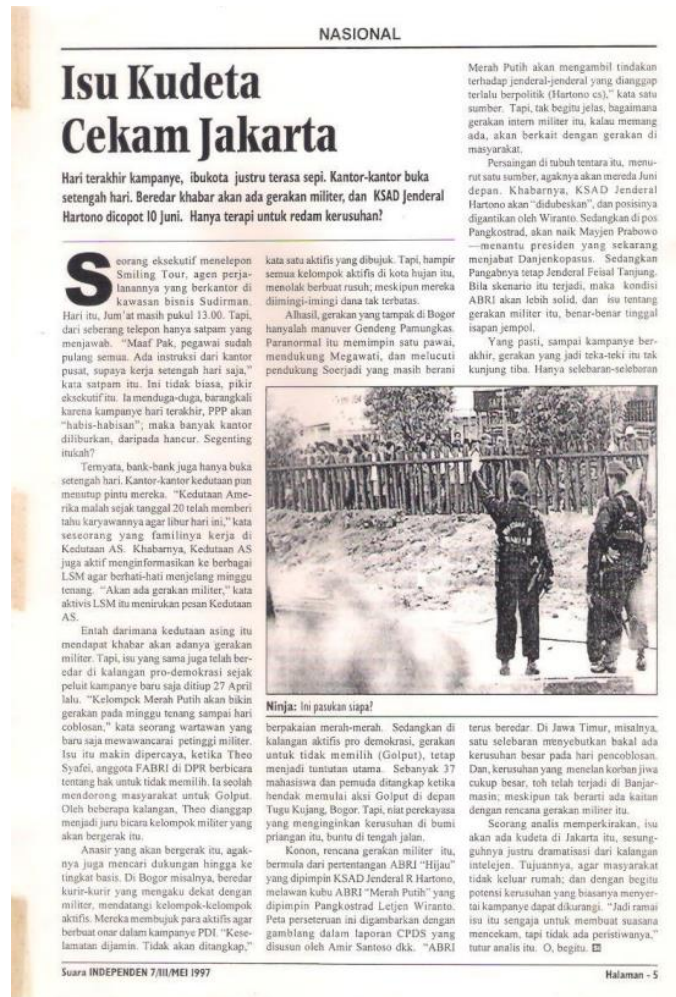 NASIONAL
Isu Kudeta
Cekam Jakarta
Hari terakhir kampanye, ibukota justru terasa sepi. Kantor-kantor buka
setengah hari. Beredar khabar akan ada gerakan militer, dan KSAD Jenderal
Hartono dicopot 10 Juni. Hanya terapi untuk redam kerusuhan?
Seorang eksekutif menelepon
Smiling Tour, agen perja-
lanannya yang berkantor di
kawasan bisnis Sudirman.
Hari itu, Jum'at masih pukul 13.00. Tapi,
dari seberang telepon hanya satpam yang
menjawab. “Maaf Pak, pegawai sudah
pulang semua. Ada instruksi dari kantor
pusat, supaya kerja setengah hari saja,”
kata satpam itu. Ini tidak biasa, pikir
eksekutif itu. Ia menduga-duga, barangkali
karena kampanye hari terakhir, PPP akan
“habis-habisan”; maka banyak kantor
diliburkan, daripada hancur. Segenting
itukah?
Ternyata, bank-bank juga hanya buka
setengah hari. Kantor-kantor kedutaan pun
menutup pintu mereka. “Kedutaan Ame-
rika malah sejak tanggal 20 telah memberi
tahu karyawannya agar libur hari ini,” kata
seseorang yang familinya kerja di
Kedutaan AS. Khabarnya, Kedutaan AS
juga aktif menginformasikan ke berbagai
LSM agar berhati-hati menjelang minggu
tenang. “Akan ada gerakan militer,” kata
aktivis LSM itu menirukan pesan Kedutaan
AS.
Entah darimana kedutaan asing itu
mendapat khabar akan adanya gerakan
militer. Tapi, isu yang sama juga telah ber-
edar di kalangan pro-demokrasi sejak
peluit kampanye baru saja ditiup 27 April
lalu. “Kelompok Merah Putih akan bikin
gerakan pada minggu tenang sampai hari
coblosan,” kata seorang wartawan yang
baru saja mewawancarai petinggi militer.
Isu itu makin dipercaya, ketika Theo
Syafei, anggota FABRI di DPR berbicara
tentang hak untuk tidak memilih. Ia seolah
mendorong masyarakat untuk Golput.
Oleh beberapa kalangan, Theo dianggap
menjadi juru bicara kelompok militer yang
akan bergerak itu.
Anasir yang akan bergerak itu, agak-
nya juga mencari dukungan hingga ke
tingkat basis. Di Bogor misalnya, beredar
kurir-kurir yang mengaku dekat dengan
militer, mendatangi kelompok-kelompok
aktifis. Mereka membujuk para aktifis agar
berbuat onar dalam kampanye PDI. “Kese-
lamatan dijamin. Tidak akan ditangkap,”
kata satu aktifis yang dibujuk. Tapi, hampir
semua kelompok aktifis di kota hujan itu,
menolak berbuat rusuh; meskipun mereka
diimingi-imingi dana tak terbatas.
Alhasil, gerakan yang tampak di Bogor
hanyalah manuver Gendeng Pamungkas.
Paranormal itu memimpin satu pawai,
mendukung Megawati, dan melucuti
pendukung Soerjadi yang masih berani
Ninja: Ini pasukan siapa?
berpakaian merah-merah. Sedangkan di
kalangan aktifis pro demokrasi, gerakan
untuk tidak memilih (Golput), tetap
menjadi tuntutan utama. Sebanyak 37
mahasiswa dan pemuda ditangkap ketika
hendak memulai aksi Golput di depan
Tugu Kujang, Bogor. Tapi, niat perekayasa
yang menginginkan kerusuhan di bumi
priangan itu, buntu di tengah jalan.
Konon, rencana gerakan militer itu,
bermula dari pertentangan ABRI “Hijau”
yang dipimpin KSAD Jenderal R Hartono,
melawan kubu ABRI “Merah Putih” yang
dipimpin Pangkostrad Letjen Wiranto.
Peta perseteruan ini digambarkan dengan
gamblang dalam laporan CPDS yang
disusun oleh Amir Santoso dkk. “ABRI
Merah Putih akan mengambil tindakan
terhadap jenderal-jenderal yang dianggap
terlalu berpolitik (Hartono cs),” kata satu
sumber. Tapi, tak begitu jelas, bagaimana
gerakan intern militer itu, kalau memang
ada, akan berkait dengan gerakan di
masyarakat.
Persaingan di tubuh tentara itu, menu-
rut satu sumber, agaknya akan mereda Juni
depan. Khabarnya, KSAD Jenderal
Hartono akan “didubeskan”, dan posisinya
digantikan oleh Wiranto. Sedangkan di pos
Pangkostrad, akan naik Mayjen Prabowo
—menantu presiden yang sekarang
menjabat Danjenkopasus. Sedangkan
Pangabnya tetap Jenderal Feisal Tanjung.
Bila skenario itu terjadi, maka kondisi
ABRI akan lebih solid, dan isu tentang
gerakan militer itu, benar-benar tinggal
isapan jempol.
Yang pasti, sampai kampanye ber-
akhir, gerakan yang jadi teka-teki itu tak
kunjung tiba. Hanya selebaran-selebaran
terus beredar. Di Jawa Timur, misalnya,
satu selebaran menyebutkan bakal ada
kerusuhan besar pada hari pencoblosan.
Dan, kerusuhan yang menelan korban jiwa
cukup besar, toh telah terjadi di Banjar-
masin; meskipun tak berarti ada kaitan
dengan rencana gerakan militer itu.
Seorang analis memperkirakan, isu
akan ada kudeta di Jakarta itu, sesung-
guhnya justru dramatisasi dari kalangan
intelejen. Tujuannya, agar masyarakat
tidak keluar rumah; dan dengan begitu
potensi kerusuhan yang biasanya menyer-
tai kampanye dapat dikurangi. “Jadi ramai
isu itu sengaja untuk membuat suasana
mencekam, tapi tidak ada peristiwanya,”
tutur analis itu. O, begitu.
Suara INDEPENDEN 7/III/MEI 1997
Halaman - 5